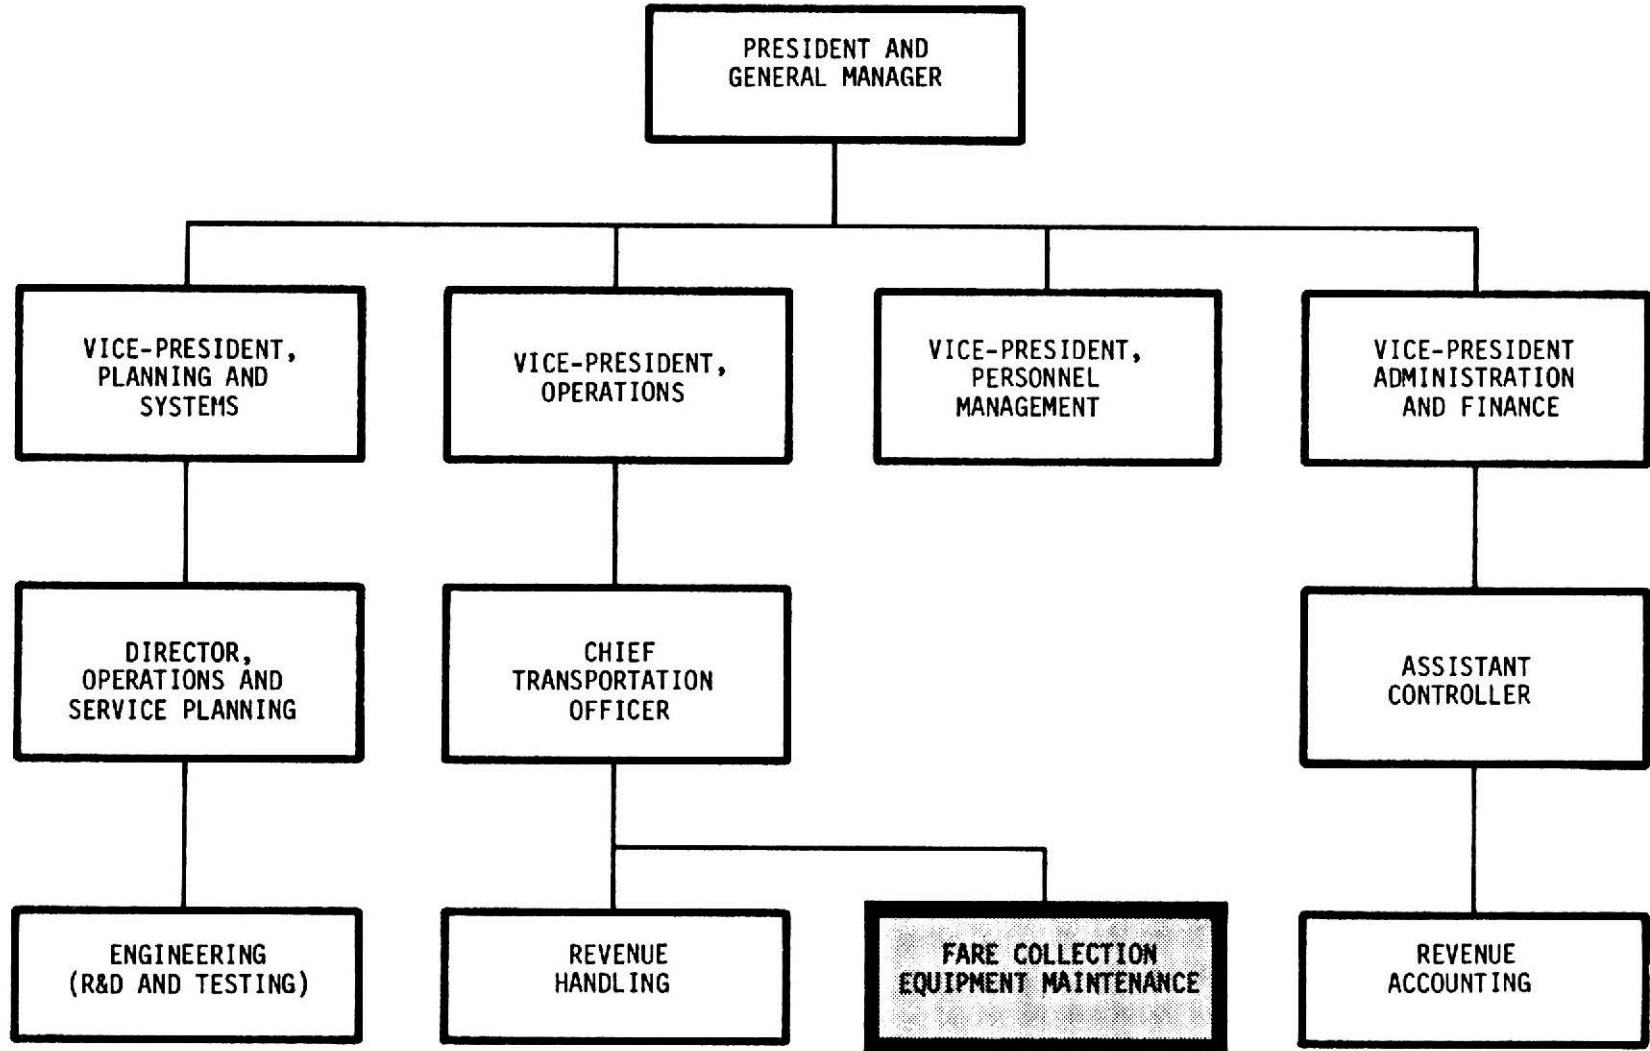 PRESIDENT AND
GENERAL MANAGER
VICE-PRESIDENT,
PLANNING AND
SYSTEMS
VICE-PRESIDENT,
OPERATIONS
VICE-PRESIDENT,
PERSONNEL
MANAGEMENT
VICE-PRESIDENT
ADMINISTRATION
AND FINANCE
DIRECTOR,
OPERATIONS AND
SERVICE PLANNING
CHIEF
TRANSPORTATION
OFFICER
ASSISTANT
CONTROLLER
ENGINEERING
(R&D AND TESTING)
REVENUE
HANDLING
FARE COLLECTION
EQUIPMENT MAINTENANCE
REVENUE
ACCOUNTING